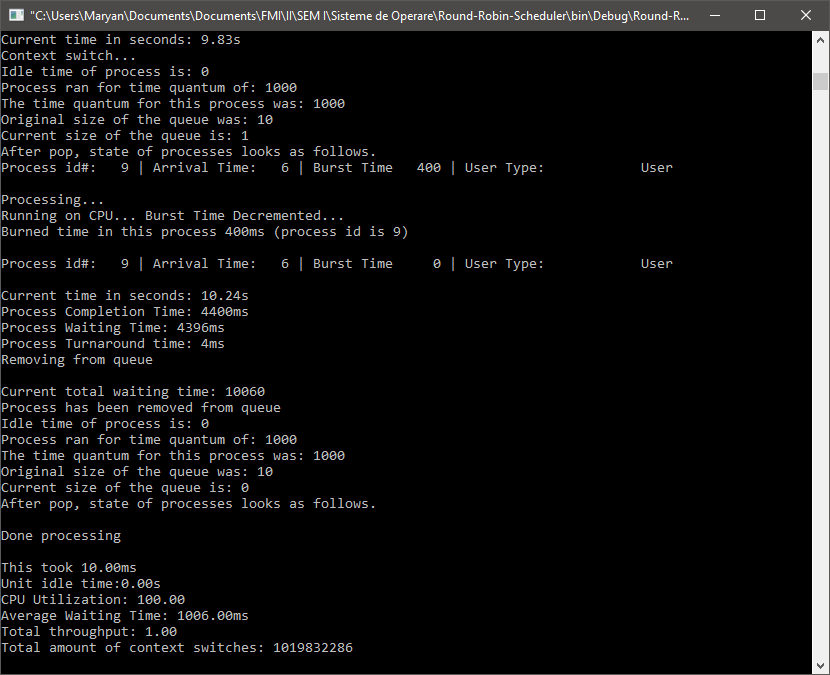 "C:\Users\Maryan\Documents\Documents\FMI\II\SEM I\Sisteme de Operare\Round-Robin-Scheduler\bin\Debug\Round-R...
Current time in seconds: 9.83s
Context switch...
Idle time of process is: 0
Process ran for time quantum of: 1000
The time quantum for this process was: 1000
Original size of the queue was: 10
Current size of the queue is: 1
After pop, state of processes looks as follows.
Process id#:   9 | Arrival Time:   6 | Burst Time   400 | User Type:            User
Processing...
Running on CPU... Burst Time Decremented...
Burned time in this process 400ms (process id is 9)
Process id#:   9 | Arrival Time:   6 | Burst Time     0 | User Type:            User
Current time in seconds: 10.24s
Process Completion Time: 4400ms
Process Waiting Time: 4396ms
Process Turnaround time: 4ms
Removing from queue
Current total waiting time: 10060
Process has been removed from queue
Idle time of process is: 0
Process ran for time quantum of: 1000
The time quantum for this process was: 1000
Original size of the queue was: 10
Current size of the queue is: 0
After pop, state of processes looks as follows.
Done processing
This took 10.00ms
Unit idle time:0.00s
CPU Utilization: 100.00
Average Waiting Time: 1006.00ms
Total throughput: 1.00
Total amount of context switches: 1019832286